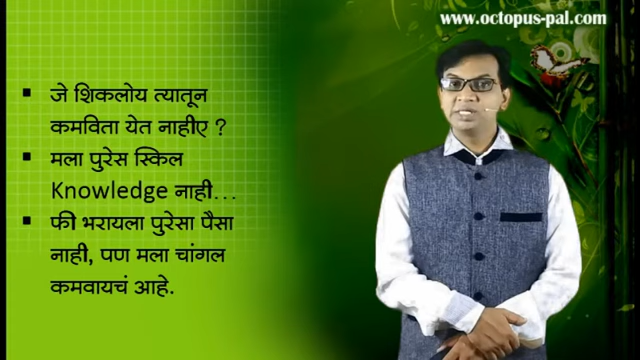 www.octopus-pal.com
▪ जे शिकलोय त्यातून
कमविता येत नाहीए ?
▪ मला पुरेस स्किल
Knowledge नाही...
▪ फी भरायला पुरेसा पैसा
नाही, पण मला चांगल
कमवायचं आहे.